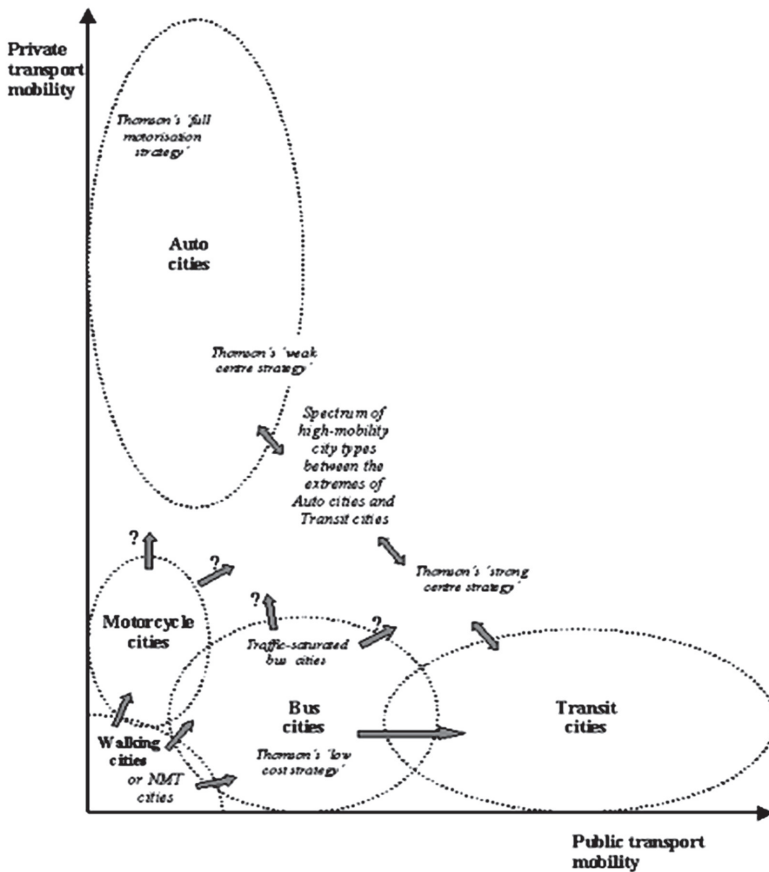 Private
transport
mobility
Thomson's 'full
motorisation
strategy'
Auto
cities
Thomson's 'weak
centre strategy'
Spectrum of
high-mobility
city types
between the
extremes of
Auto cities and
Transit cities
?
?
Thomson's 'strong
centre strategy'
?
?
Motorcycle
cities
Traffic-saturated
bus cities
Bus
cities
Transit
cities
Walking
cities
or NMT
cities
Thomson's 'low
cost strategy'
Public transport
mobility